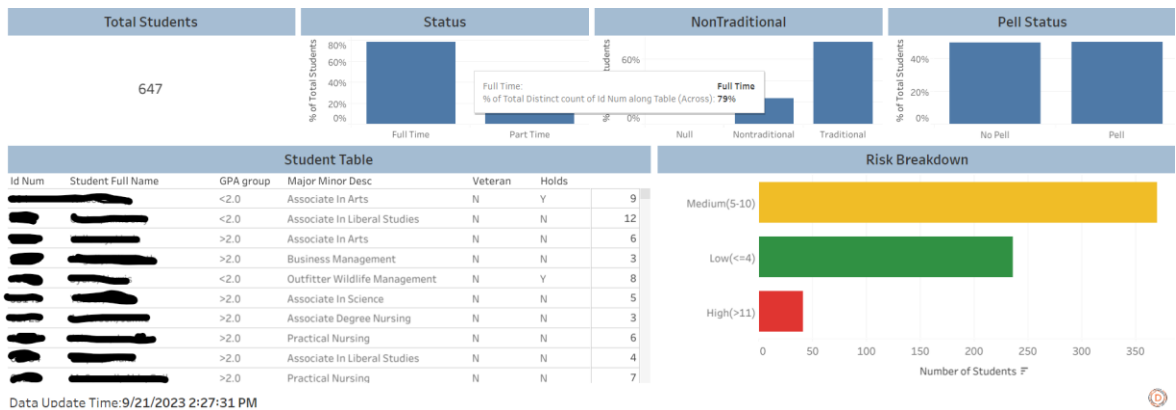 Total Students
647
Status
% of Total Students
80%
60%
40%
20%
0%
Full Time
Part Time
NonTraditional
60%
0%
Null
Nontraditional
Traditional
Full Time: Full Time
% of Total Distinct count of Id Num along Table (Across): 79%
Pell Status
% of Total Students
40%
20%
0%
No Pell
Pell
Student Table
Id Num Student Full Name GPA group Major Minor Desc Veteran Holds
<2.0 Associate In Arts N Y 9
<2.0 Associate In Liberal Studies N N 12
>2.0 Associate In Arts N N 6
>2.0 Business Management N N 3
<2.0 Outfitter Wildlife Management N Y 8
>2.0 Associate In Science N N 5
>2.0 Associate Degree Nursing N N 3
>2.0 Practical Nursing N N 6
>2.0 Associate In Liberal Studies N N 4
>2.0 Practical Nursing N N 7
Risk Breakdown
Medium(5-10)
Low(<=4)
High(>11)
0 50 100 150 200 250 300 350
Number of Students
Data Update Time:9/21/2023 2:27:31 PM
D